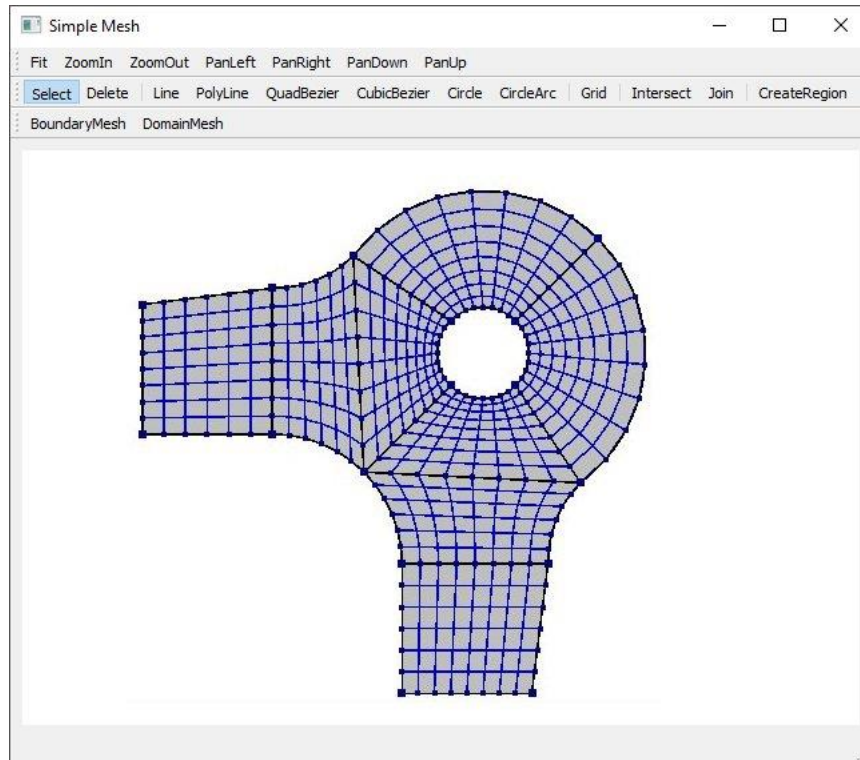 Simple Mesh
Fit ZoomIn ZoomOut PanLeft PanRight PanDown PanUp
Select Delete Line PolyLine QuadBezier CubicBezier Circle CircleArc Grid Intersect Join CreateRegion
BoundaryMesh DomainMesh